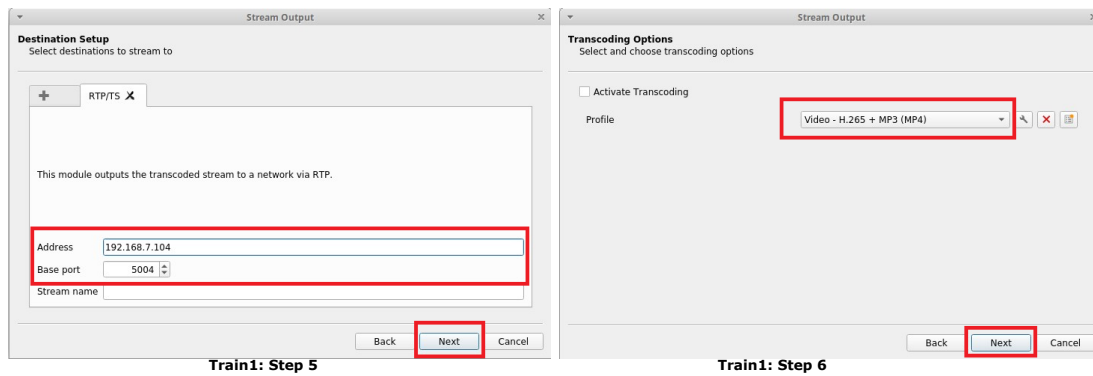 Stream Output
Destination Setup
Select destinations to stream to
RTP/TS
This module outputs the transcoded stream to a network via RTP.
Address 192.168.7.104
Base port 5004
Stream name
Back Next Cancel
Train1: Step 5
Stream Output
Transcoding Options
Select and choose transcoding options
Activate Transcoding
Profile Video - H.265 + MP3 (MP4)
Back Next Cancel
Train1: Step 6